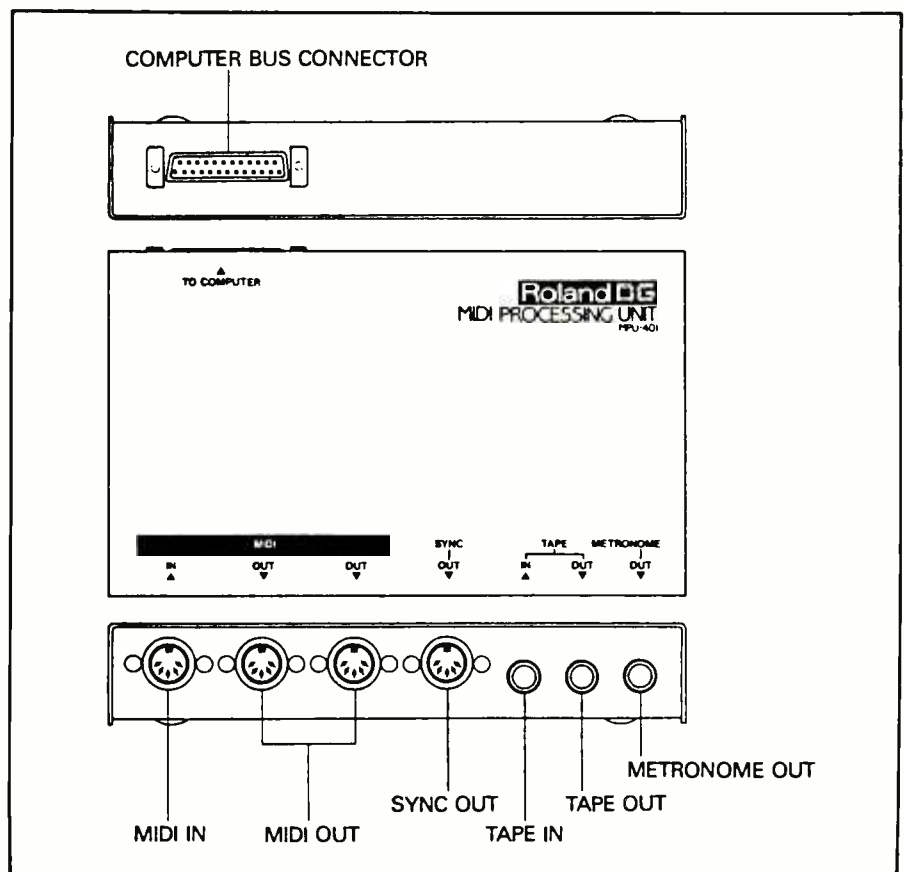 COMPUTER BUS CONNECTOR
TO COMPUTER
Roland DG
MIDI PROCESSING UNIT
MPU-401
MIDI SYNC TAPE METRONOME
IN OUT OUT OUT IN OUT OUT
METRONOME OUT
SYNC OUT TAPE OUT
MIDI IN MIDI OUT TAPE IN